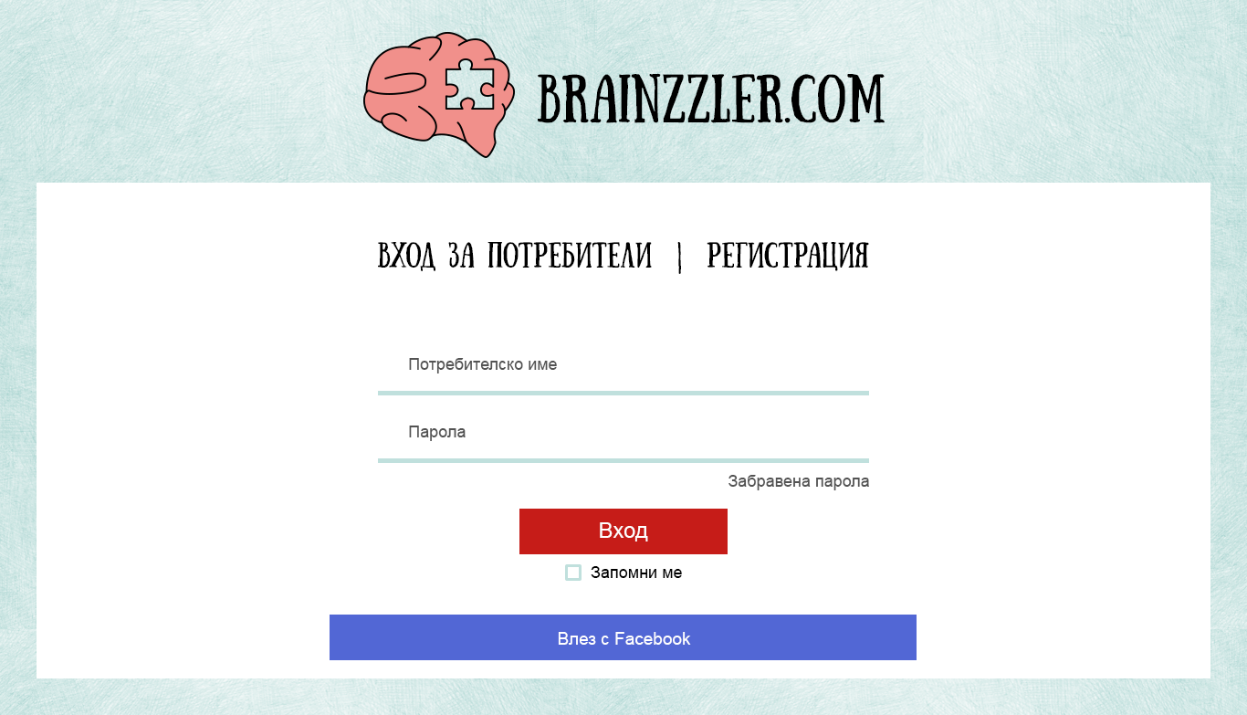 BRAINZZLER.COM
ВХОД ЗА ПОТРЕБИТЕЛИ | РЕГИСТРАЦИЯ
Потребителско име
Парола
Забравена парола
Вход
Запомни ме
Влез с Facebook